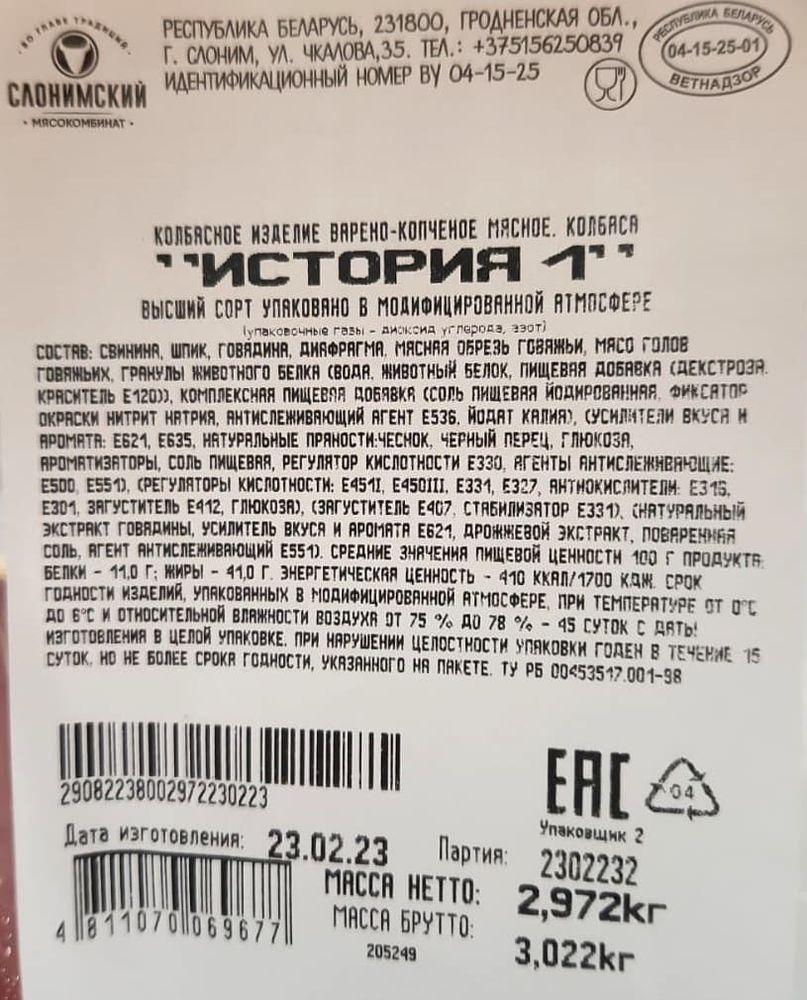 ВО ГЛАВЕ ТРАДИЦИЙ
СЛОНИМСКИЙ
• МЯСОКОМБИНАТ •
РЕСПУБЛИКА БЕЛАРУСЬ, 231800, ГРОДНЕНСКАЯ ОБЛ.,
Г. СЛОНИМ, УЛ. ЧКАЛОВА,35. ТЕЛ.: +375156250839
ИДЕНТИФИКАЦИОННЫЙ НОМЕР BY 04-15-25
РЕСПУБЛИКА БЕЛАРУСЬ
04-15-25-01
ВЕТНАДЗОР
КОЛБАСНОЕ ИЗДЕЛИЕ ВАРЕНО-КОПЧЕНОЕ МЯСНОЕ. КОЛБАСА
''ИСТОРИЯ 1''
ВЫСШИЙ СОРТ УПАКОВАНО В МОДИФИЦИРОВАННОЙ АТМОСФЕРЕ
(упаковочные газы - диоксид углерода, азот)
СОСТАВ: СВИНИНА, ШПИК, ГОВЯДИНА, ДИАФРАГМА, МЯСНАЯ ОБРЕЗЬ ГОВЯЖЬИ, МЯСО ГОЛОВ
ГОВЯЖЬИХ, ГРАНУЛЫ ЖИВОТНОГО БЕЛКА (ВОДА, ЖИВОТНЫЙ БЕЛОК, ПИЩЕВАЯ ДОБАВКА (ДЕКСТРОЗА,
КРАСИТЕЛЬ Е120)), КОМПЛЕКСНАЯ ПИЩЕВАЯ ДОБАВКА (СОЛЬ ПИЩЕВАЯ ЙОДИРОВАННАЯ, ФИКСАТОР
ОКРАСКИ НИТРИТ НАТРИЯ, АНТИСЛЕЖИВАЮЩИЙ АГЕНТ Е536, ЙОДАТ КАЛИЯ), (УСИЛИТЕЛИ ВКУСА И
АРОМАТА: Е621, Е635, НАТУРАЛЬНЫЕ ПРЯНОСТИ:ЧЕСНОК, ЧЕРНЫЙ ПЕРЕЦ, ГЛЮКОЗА,
АРОМАТИЗАТОРЫ, СОЛЬ ПИЩЕВАЯ, РЕГУЛЯТОР КИСЛОТНОСТИ Е330, АГЕНТЫ АНТИСЛЕЖИВАЮЩИЕ:
Е500, Е551), (РЕГУЛЯТОРЫ КИСЛОТНОСТИ: Е451I, Е450III, Е331, Е327, АНТИОКИСЛИТЕЛИ: Е316,
Е301, ЗАГУСТИТЕЛЬ Е412, ГЛЮКОЗА), (ЗАГУСТИТЕЛЬ Е407, СТАБИЛИЗАТОР Е331), (НАТУРАЛЬНЫЙ
ЭКСТРАКТ ГОВЯДИНЫ, УСИЛИТЕЛЬ ВКУСА И АРОМАТА Е621, ДРОЖЖЕВОЙ ЭКСТРАКТ, ПОВАРЕННАЯ
СОЛЬ, АГЕНТ АНТИСЛЕЖИВАЮЩИЙ Е551). СРЕДНИЕ ЗНАЧЕНИЯ ПИЩЕВОЙ ЦЕННОСТИ 100 Г ПРОДУКТА:
БЕЛКИ - 11,0 Г; ЖИРЫ - 41,0 Г. ЭНЕРГЕТИЧЕСКАЯ ЦЕННОСТЬ - 410 ККАЛ/1700 КДЖ. СРОК
ГОДНОСТИ ИЗДЕЛИЙ, УПАКОВАННЫХ В МОДИФИЦИРОВАННОЙ АТМОСФЕРЕ, ПРИ ТЕМПЕРАТУРЕ ОТ 0°С
ДО 6°С И ОТНОСИТЕЛЬНОЙ ВЛАЖНОСТИ ВОЗДУХА ОТ 75 % ДО 78 % - 45 СУТОК С ДАТЫ
ИЗГОТОВЛЕНИЯ В ЦЕЛОЙ УПАКОВКЕ. ПРИ НАРУШЕНИИ ЦЕЛОСТНОСТИ УПАКОВКИ ГОДЕН В ТЕЧЕНИЕ 15
СУТОК, НО НЕ БОЛЕЕ СРОКА ГОДНОСТИ, УКАЗАННОГО НА ПАКЕТЕ. ТУ РБ 00453517.001-98
29082238002972230223
ЕАС
04
Упаковщик 2
Дата изготовления: 23.02.23
Партия: 2302232
МАССА НЕТТО: 2,972kг
МАССА БРУТТО: 3,022kг
4 811070 069677
205249